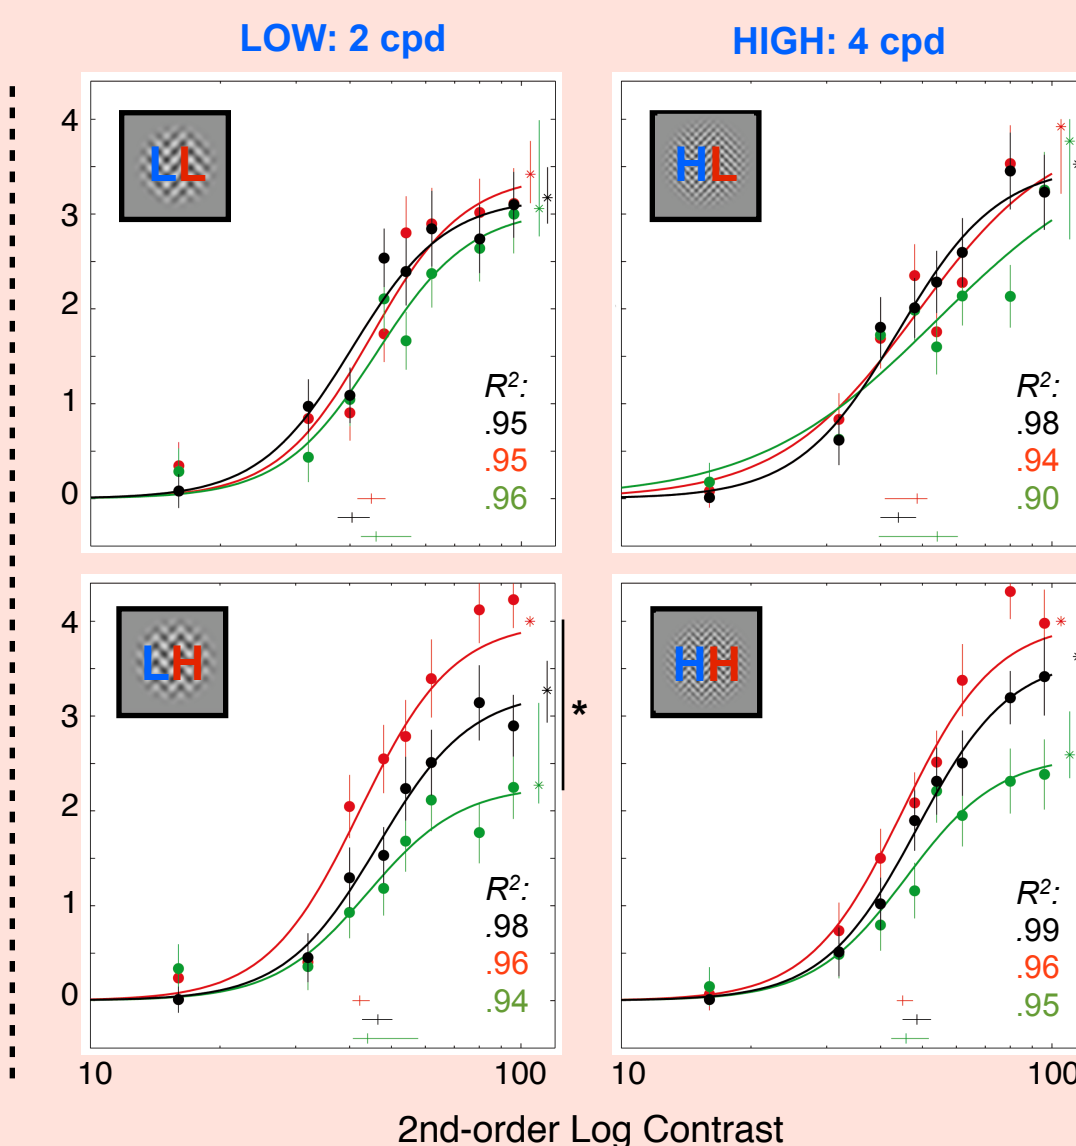 LOW: 2 cpd
HIGH: 4 cpd
4
3
2
1
0
LL
R²:
.95
.95
.96
HL
R²:
.98
.94
.90
4
3
2
1
0
LH
R²:
.98
.96
.94
*
HH
R²:
.99
.96
.95
10
100
10
100
2nd-order Log Contrast